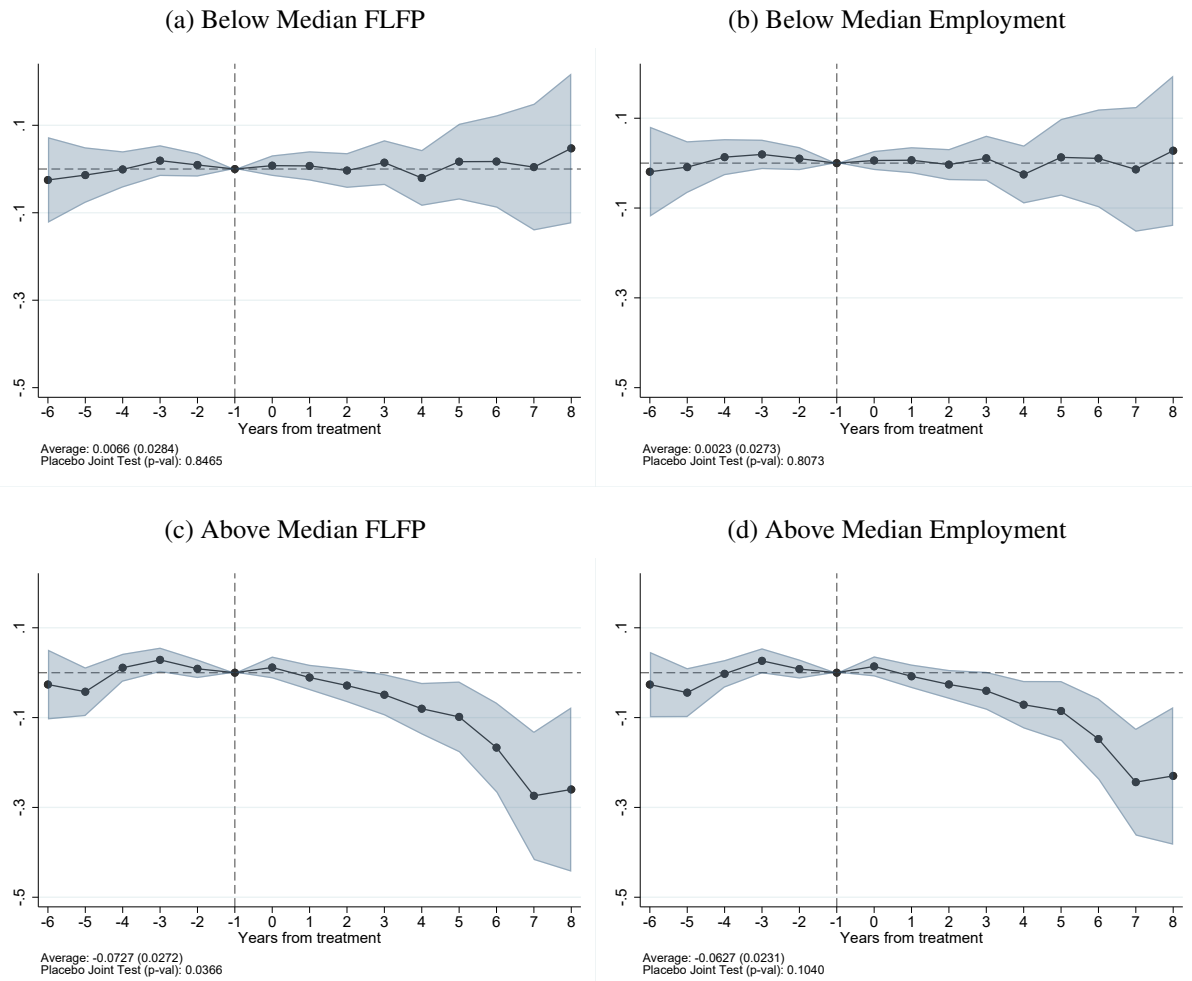 (a) Below Median FLFP
.1
-.1
-.3
-.5
-6 -5 -4 -3 -2 -1 0 1 2 3 4 5 6 7 8
Years from treatment
Average: 0.0066 (0.0284)
Placebo Joint Test (p-val): 0.8465
(b) Below Median Employment
.1
-.1
-.3
-.5
-6 -5 -4 -3 -2 -1 0 1 2 3 4 5 6 7 8
Years from treatment
Average: 0.0023 (0.0273)
Placebo Joint Test (p-val): 0.8073
(c) Above Median FLFP
.1
-.1
-.3
-.5
-6 -5 -4 -3 -2 -1 0 1 2 3 4 5 6 7 8
Years from treatment
Average: -0.0727 (0.0272)
Placebo Joint Test (p-val): 0.0366
(d) Above Median Employment
.1
-.1
-.3
-.5
-6 -5 -4 -3 -2 -1 0 1 2 3 4 5 6 7 8
Years from treatment
Average: -0.0627 (0.0231)
Placebo Joint Test (p-val): 0.1040